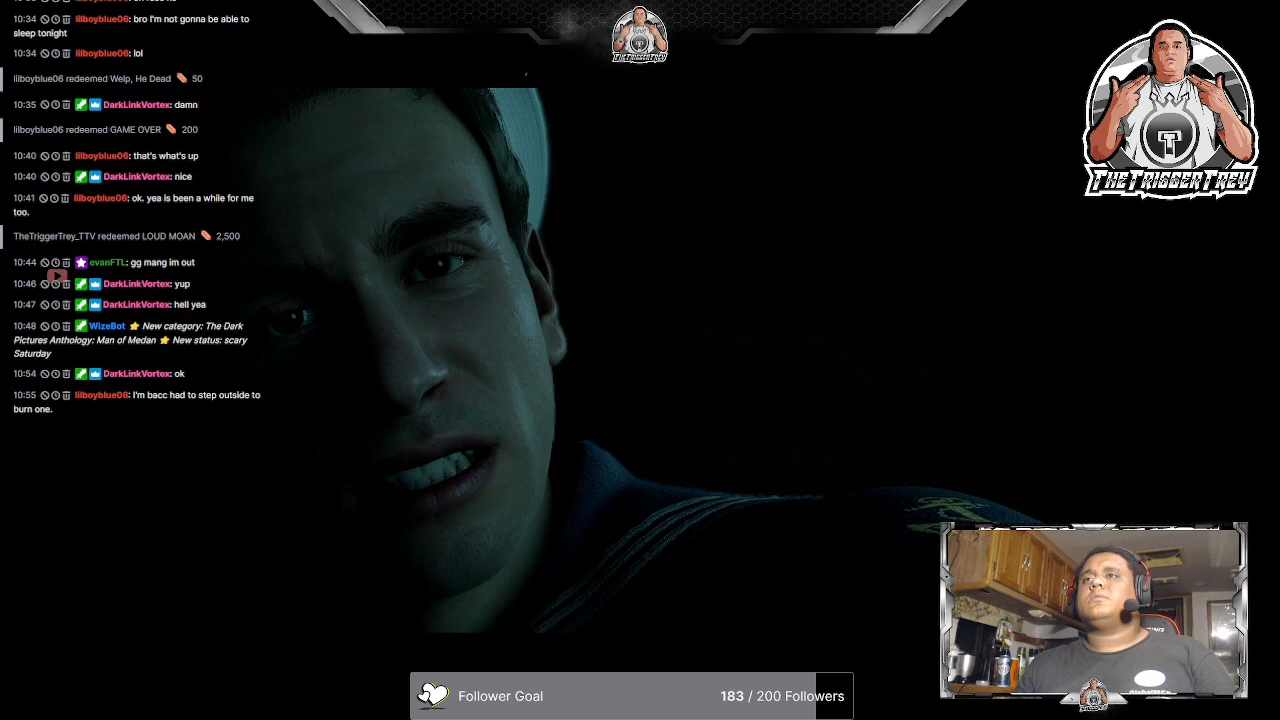 10:34 lilboyblue06: bro I'm not gonna be able to
sleep tonight
10:34 lilboyblue06: lol
lilboyblue06 redeemed Welp, He Dead 50
10:35 DarkLinkVortex: damn
lilboyblue06 redeemed GAME OVER 200
10:40 lilboyblue06: that's what's up
10:40 DarkLinkVortex: nice
10:41 lilboyblue06: ok. yea is been a while for me
too.
TheTriggerTrey_TTV redeemed LOUD MOAN 2,500
10:44 evanFTL: gg mang im out
10:46 DarkLinkVortex: yup
10:47 DarkLinkVortex: hell yea
10:48 WizeBot ⭐ New category: The Dark
Pictures Anthology: Man of Medan ⭐ New status: scary
Saturday
10:54 DarkLinkVortex: ok
10:55 lilboyblue06: I'm bacc had to step outside to
burn one.
THETRIGGERTREY
T
THETRIGGERTREY
THETRIGGERTREY
Follower Goal 183 / 200 Followers